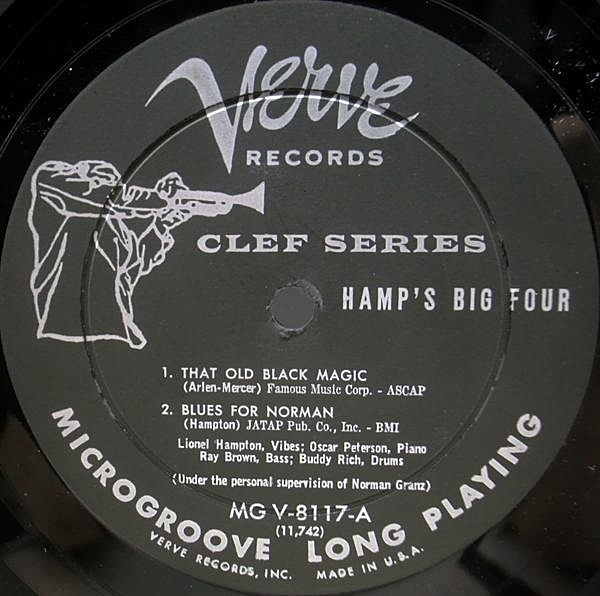 Verve
RECORDS
CLEF SERIES
HAMP'S BIG FOUR
1. THAT OLD BLACK MAGIC
(Arlen-Mercer) Famous Music Corp. - ASCAP
2. BLUES FOR NORMAN
(Hampton) JATAP Pub. Co., Inc. - BMI
Lionel Hampton, Vibes; Oscar Peterson, Piano
Ray Brown, Bass; Buddy Rich, Drums
(Under the personal supervision of Norman Granz)
MG V-8117-A
(11,742)
MICROGROOVE LONG PLAYING
VERVE RECORDS, INC. MADE IN U.S.A.